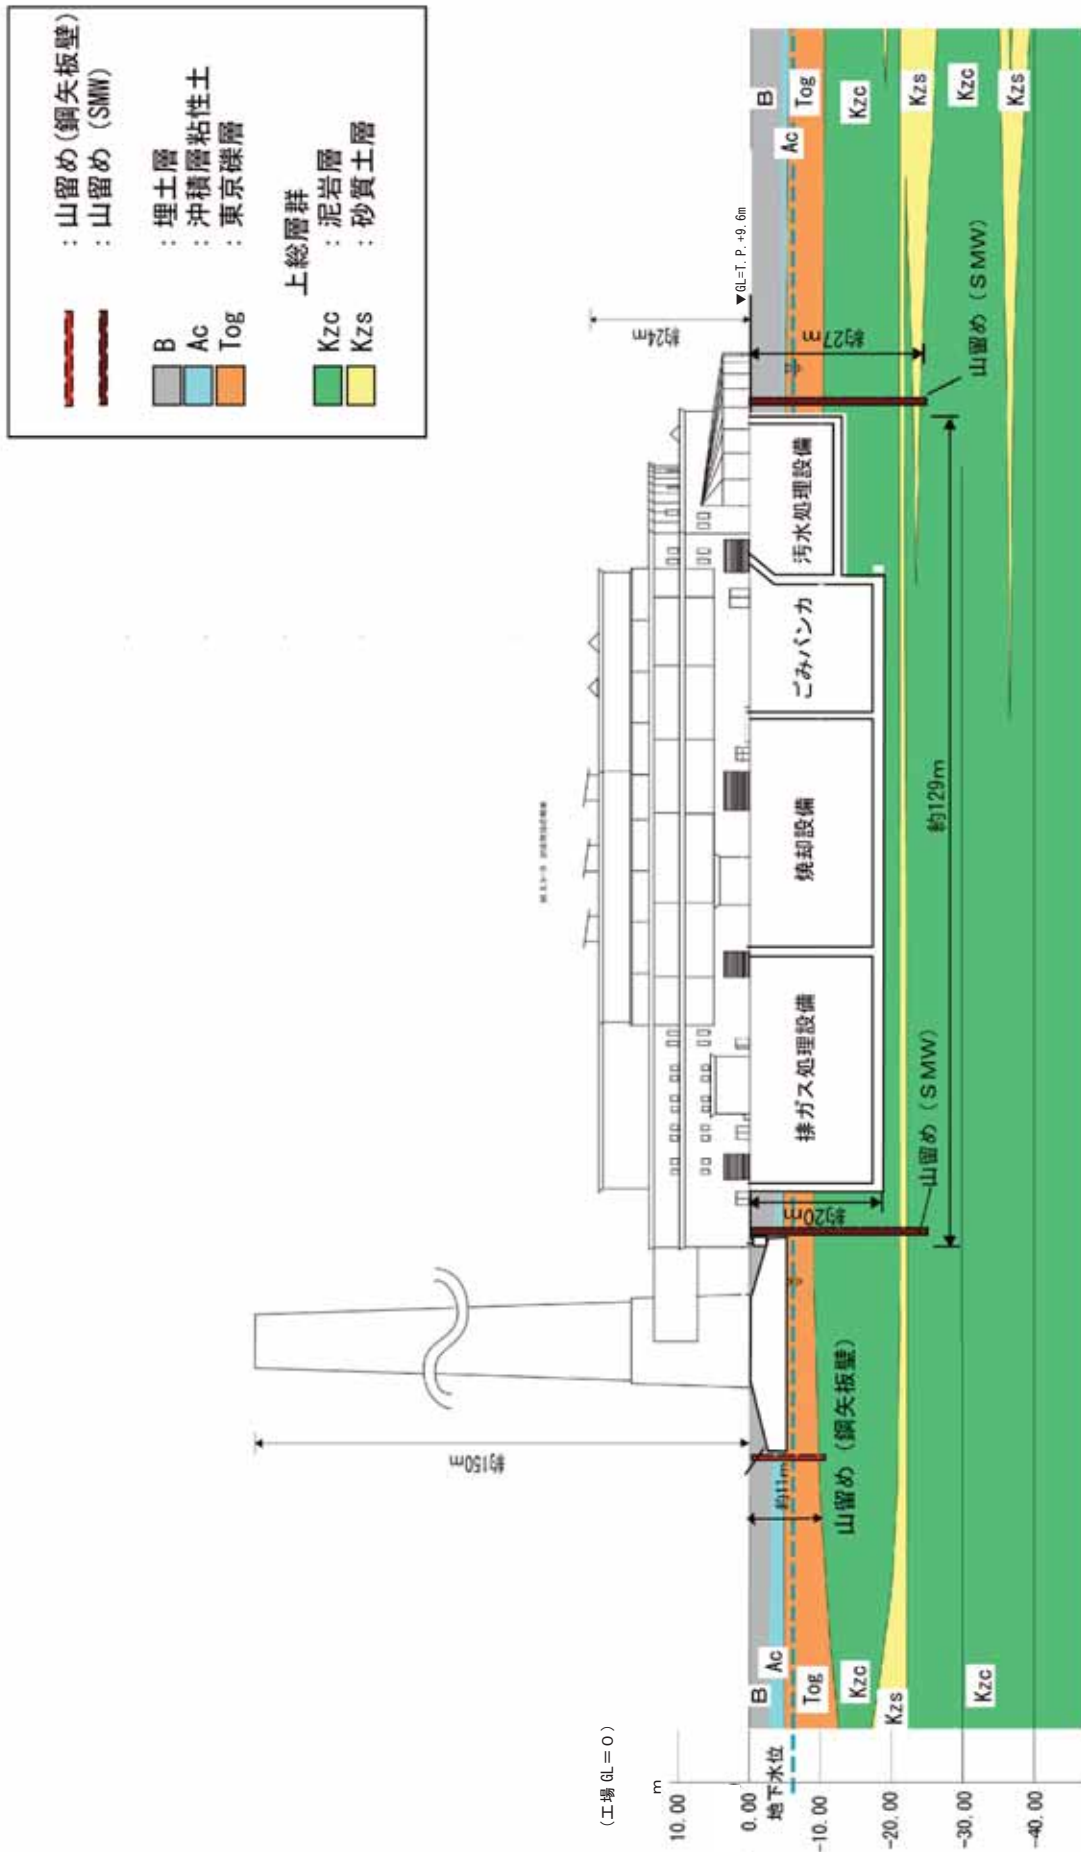 ：山留め(鋼矢板壁)
：山留め（SMW）
B ：埋土層
Ac ：沖積層粘性土
Tog ：東京礫層
上総層群
Kzc ：泥岩層
Kzs ：砂質土層
約150m
約24m
▼GL=T.P.+9.6m
(工場 GL＝0)
m
10.00
0.00
地下水位
-10.00
-20.00
-30.00
-40.00
B
Ac
Tog
Kzc
Kzs
Kzc
約11m
山留め（鋼矢板壁）
約20m
山留め（ＳＭＷ）
排ガス処理設備
焼却設備
ごみバンカ
汚水処理設備
約129m
約27m
山留め（ＳＭＷ）
B
Ac
Tog
Kzc
Kzs
Kzc
Kzs